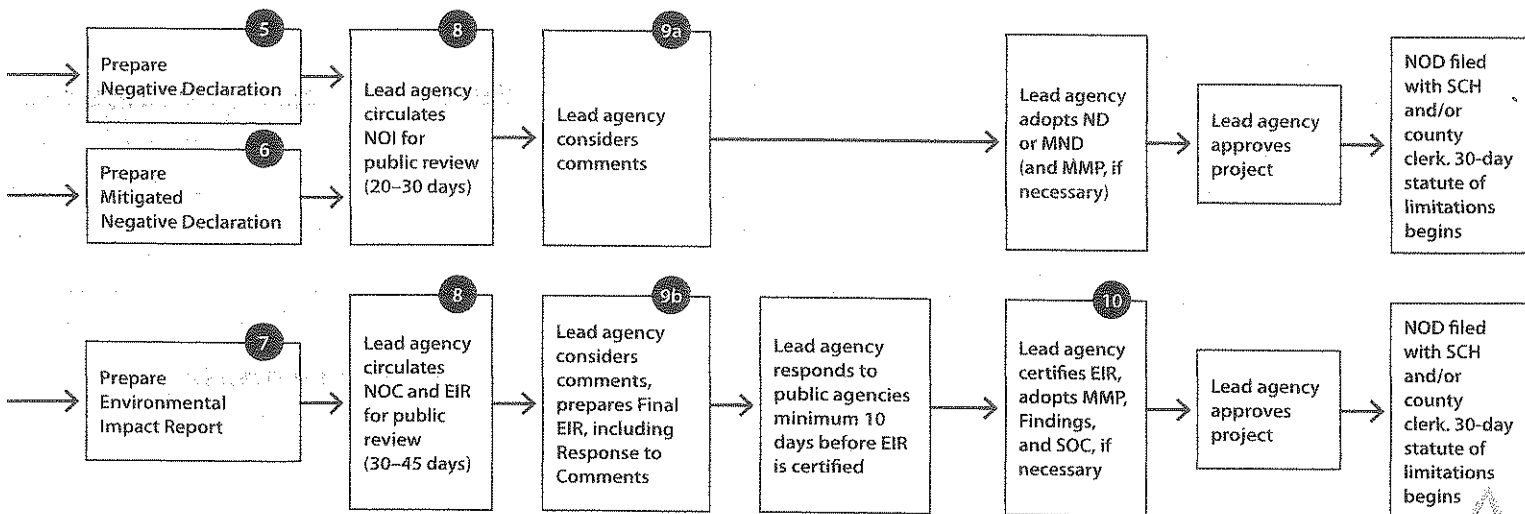 5
Prepare
Negative Declaration
6
Prepare
Mitigated
Negative Declaration
8
Lead agency
circulates
NOI for
public review
(20–30 days)
9a
Lead agency
considers
comments
Lead agency
adopts ND
or MND
(and MMP, if
necessary)
Lead agency
approves
project
NOD filed
with SCH
and/or
county
clerk. 30-day
statute of
limitations
begins
7
Prepare
Environmental
Impact Report
8
Lead agency
circulates
NOC and EIR
for public
review
(30–45 days)
9b
Lead agency
considers
comments,
prepares Final
EIR, including
Response to
Comments
Lead agency
responds to
public agencies
minimum 10
days before EIR
is certified
10
Lead agency
certifies EIR,
adopts MMP,
Findings,
and SOC, if
necessary
Lead agency
approves
project
NOD filed
with SCH
and/or
county
clerk. 30-day
statute of
limitations
begins